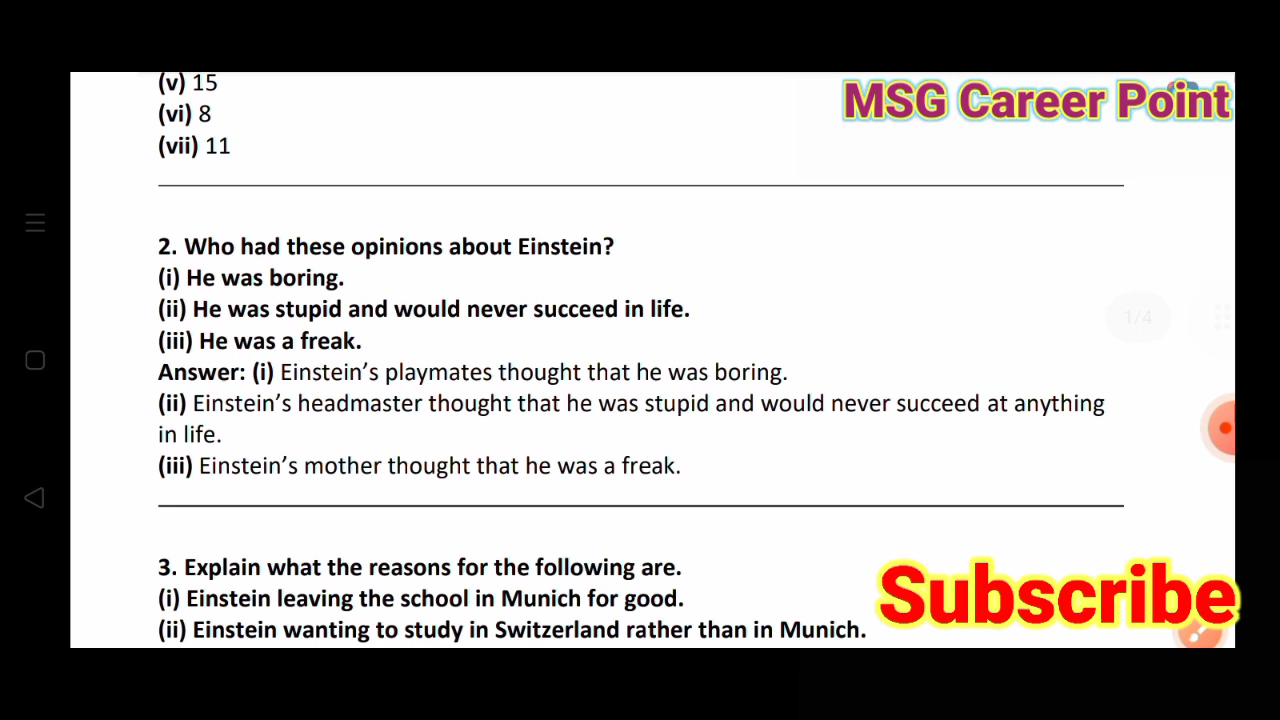 (v) 15
MSG Career Point
(vi) 8
(vii) 11
2. Who had these opinions about Einstein?
(i) He was boring.
(ii) He was stupid and would never succeed in life.
1/4
(iii) He was a freak.
Answer: (i) Einstein’s playmates thought that he was boring.
(ii) Einstein’s headmaster thought that he was stupid and would never succeed at anything
in life.
(iii) Einstein’s mother thought that he was a freak.
3. Explain what the reasons for the following are.
(i) Einstein leaving the school in Munich for good.
Subscribe
(ii) Einstein wanting to study in Switzerland rather than in Munich.